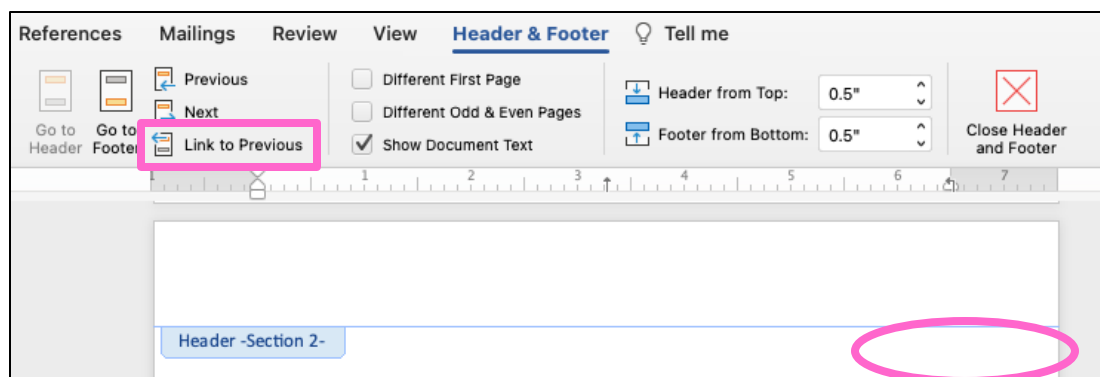 References Mailings Review View Header & Footer Tell me
Previous
Next
Link to Previous
Go to Header
Go to Footer
Different First Page
Different Odd & Even Pages
Show Document Text
Header from Top: 0.5"
Footer from Bottom: 0.5"
Close Header
and Footer
1 1 2 3 4 5 6 7
Header -Section 2-